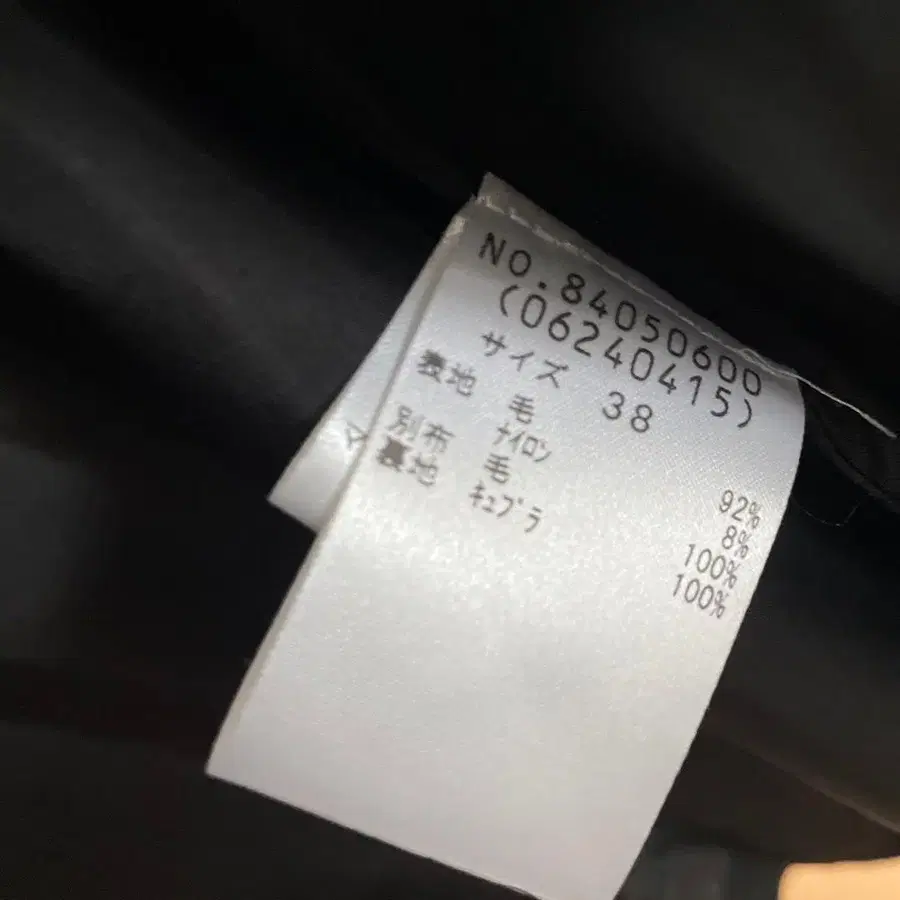 NO.84050600
(06240415)
サイズ 38
表地 毛 92%
ナイロン 8%
別布 毛 100%
裏地 キュプラ 100%